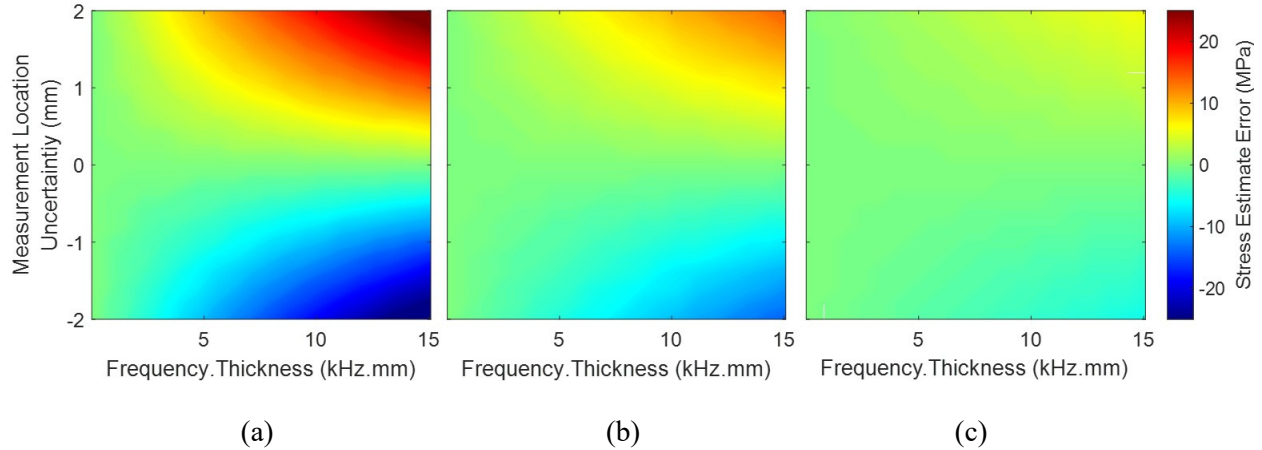 Measurement Location
Uncertaintiy (mm)
2
1
0
-1
-2
5
10
15
Frequency.Thickness (kHz.mm)
(a)
5
10
15
Frequency.Thickness (kHz.mm)
(b)
5
10
15
Frequency.Thickness (kHz.mm)
(c)
20
10
0
-10
-20
Stress Estimate Error (MPa)